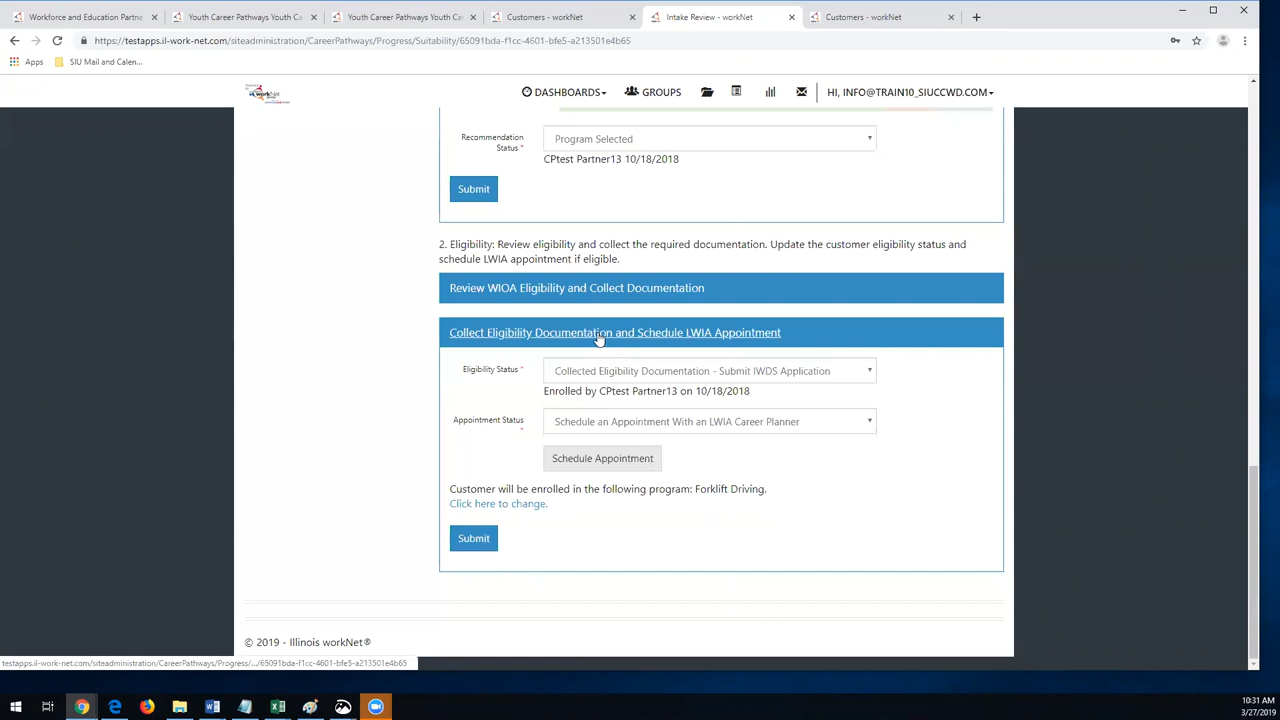 Workforce and Education Partne
Youth Career Pathways Youth Ca
Youth Career Pathways Youth Car
Customers - workNet
Intake Review - workNet
Customers - workNet
https://testapps.il-work-net.com/siteadministration/CareerPathways/Progress/Suitability/65091bda-f1cc-4601-bfe5-a213501e4b65
Apps
SIU Mail and Calen...
workNet
DASHBOARDS
GROUPS
HI, INFO@TRAIN10_SIUCCWD.COM
Recommendation
Status *
Program Selected
CPtest Partner13 10/18/2018
Submit
2. Eligibility: Review eligibility and collect the required documentation. Update the customer eligibility status and
schedule LWIA appointment if eligible.
Review WIOA Eligibility and Collect Documentation
Collect Eligibility Documentation and Schedule LWIA Appointment
Eligibility Status *
Collected Eligibility Documentation - Submit IWDS Application
Enrolled by CPtest Partner13 on 10/18/2018
Appointment Status
*
Schedule an Appointment With an LWIA Career Planner
Schedule Appointment
Customer will be enrolled in the following program: Forklift Driving.
Click here to change.
Submit
© 2019 - Illinois workNet®
testapps.il-work-net.com/siteadministration/CareerPathways/Progress/.../65091bda-f1cc-4601-bfe5-a213501e4b65
10:31 AM
3/27/2019